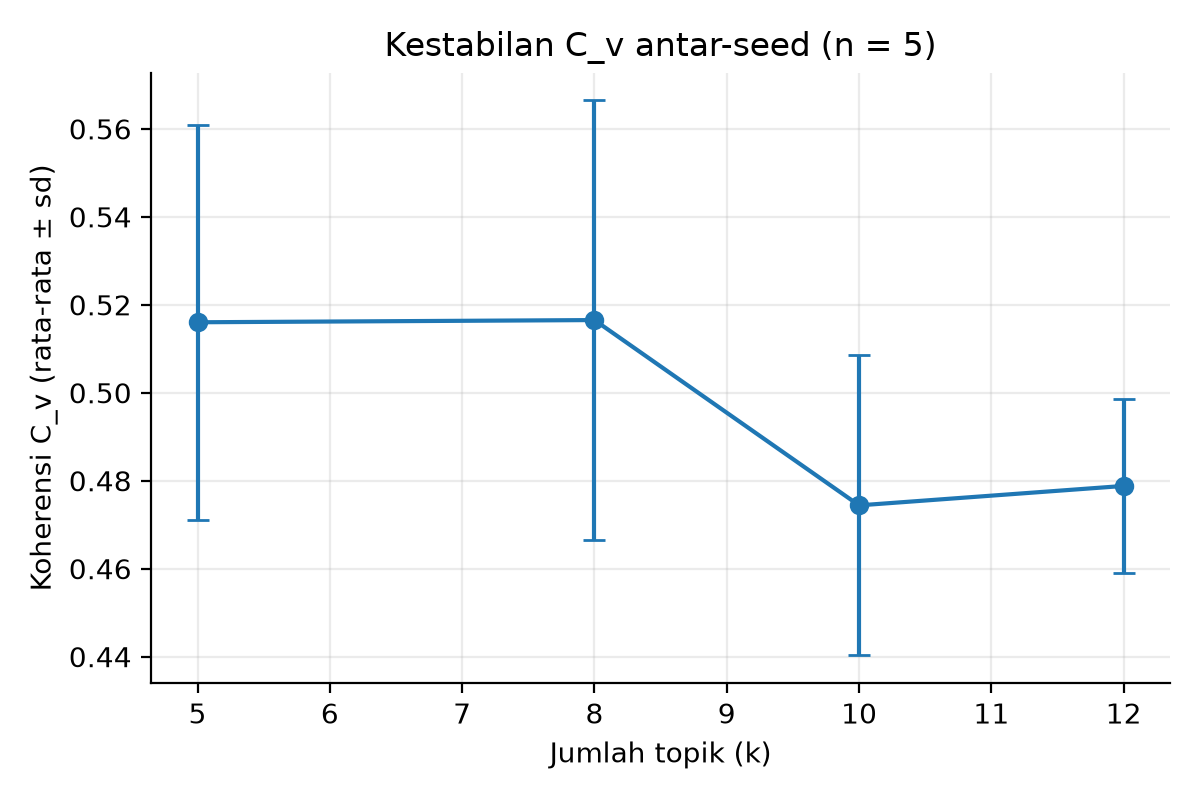 Kestabilan C_v antar-seed (n = 5)
Koherensi C_v (rata-rata ± sd)
0.56
0.54
0.52
0.50
0.48
0.46
0.44
5 6 7 8 9 10 11 12
Jumlah topik (k)